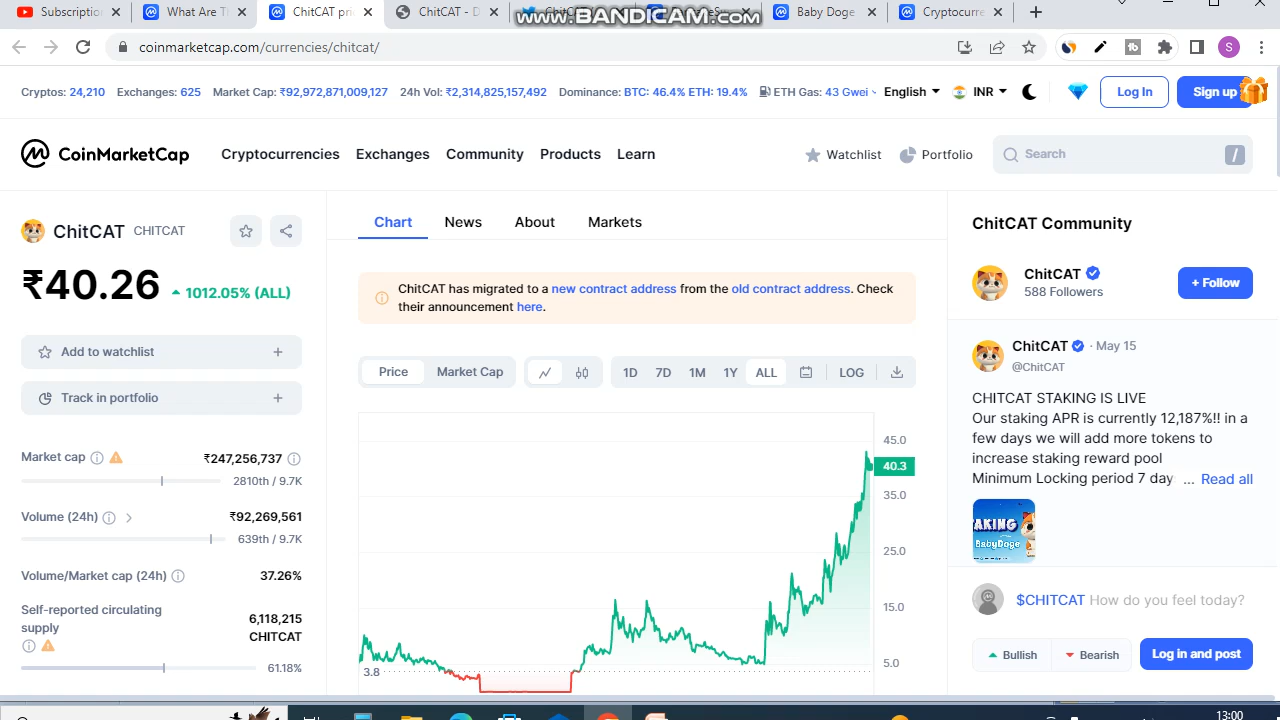 Subscriptio
What Are T
ChitCAT pri
ChitCAT - D
Baby Doge
Cryptocurre
www.BANDICAM.com
coinmarketcap.com/currencies/chitcat/
S
Cryptos: 24,210 Exchanges: 625 Market Cap: ₹92,972,871,009,127 24h Vol: ₹2,314,825,157,492 Dominance: BTC: 46.4% ETH: 19.4% ETH Gas: 43 Gwei English INR Log In Sign up
CoinMarketCap Cryptocurrencies Exchanges Community Products Learn Watchlist Portfolio Search /
ChitCAT CHITCAT
₹40.26 1012.05% (ALL)
Add to watchlist +
Track in portfolio +
Market cap ₹247,256,737
2810th / 9.7K
Volume (24h) ₹92,269,561
639th / 9.7K
Volume/Market cap (24h) 37.26%
Self-reported circulating supply 6,118,215 CHITCAT
61.18%
Chart News About Markets
ChitCAT has migrated to a new contract address from the old contract address. Check
their announcement here.
Price Market Cap 1D 7D 1M 1Y ALL LOG
45.0
40.3
35.0
25.0
15.0
5.0
3.8
ChitCAT Community
ChitCAT
588 Followers
+ Follow
ChitCAT · May 15
@ChitCAT
CHITCAT STAKING IS LIVE
Our staking APR is currently 12,187%!! in a
few days we will add more tokens to
increase staking reward pool
Minimum Locking period 7 day ... Read all
AKING
BabyDoge
$CHITCAT How do you feel today?
Bullish Bearish Log in and post
13:00